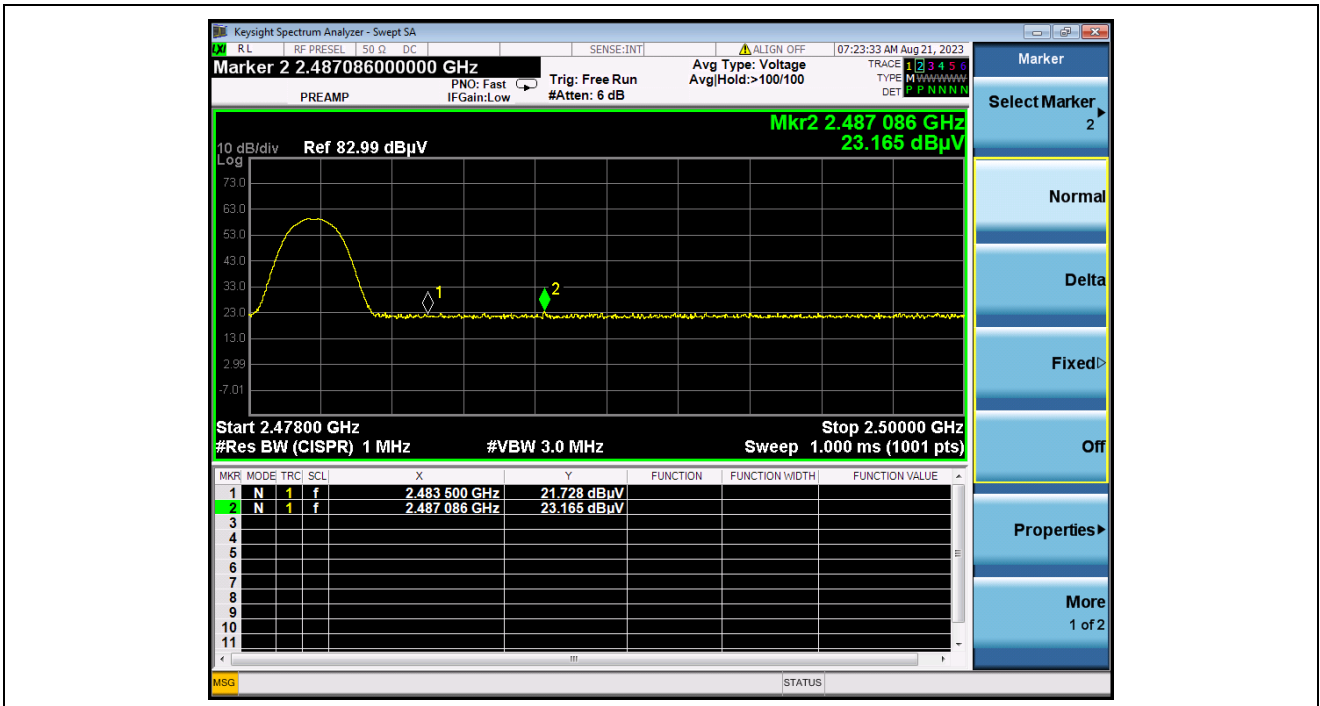 Keysight Spectrum Analyzer - Swept SA
LXI RL RF PRESEL 50 Ω DC SENSE:INT ALIGN OFF 07:23:33 AM Aug 21, 2023
Marker 2 2.487086000000 GHz
PREAMP
PNO: Fast
IFGain:Low
Trig: Free Run
#Atten: 6 dB
Avg Type: Voltage
Avg|Hold:>100/100
TRACE 1 2 3 4 5 6
TYPE M W W W W W
DET P P N N N N
Mkr2 2.487 086 GHz
23.165 dBµV
10 dB/div Ref 82.99 dBµV
Log
73.0
63.0
53.0
43.0
33.0
23.0
13.0
2.99
-7.01
1
2
Start 2.47800 GHz Stop 2.50000 GHz
#Res BW (CISPR) 1 MHz #VBW 3.0 MHz Sweep 1.000 ms (1001 pts)
MKR MODE TRC SCL X Y FUNCTION FUNCTION WIDTH FUNCTION VALUE
1 N 1 f 2.483 500 GHz 21.728 dBµV
2 N 1 f 2.487 086 GHz 23.165 dBµV
3
4
5
6
7
8
9
10
11
MSG STATUS
Marker
Select Marker
2
Normal
Delta
Fixed
Off
Properties
More
1 of 2